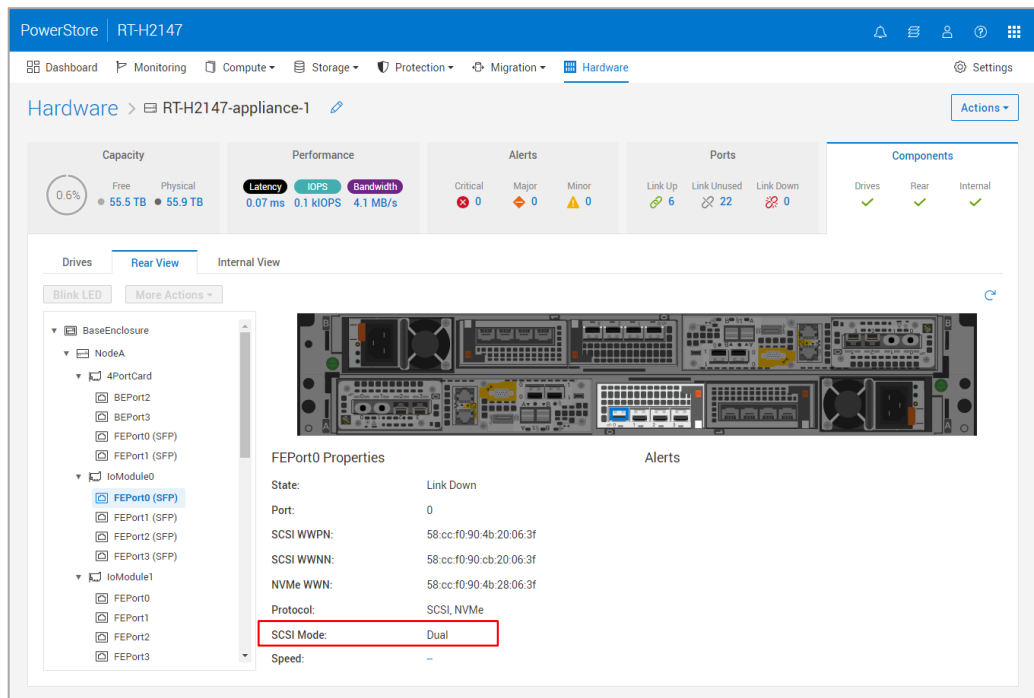 PowerStore RT-H2147
Dashboard Monitoring Compute Storage Protection Migration Hardware Settings
Hardware > RT-H2147-appliance-1 Actions
Capacity Performance Alerts Ports Components
0.6% Free Physical Latency IOPS Bandwidth Critical Major Minor Link Up Link Unused Link Down Drives Rear Internal
55.5 TB 55.9 TB 0.07 ms 0.1 kIOPS 4.1 MB/s 0 0 0 6 22 0
Drives Rear View Internal View
Blink LED More Actions
BaseEnclosure
NodeA
4PortCard
BEPort2
BEPort3
FEPort0 (SFP)
FEPort1 (SFP)
IoModule0
FEPort0 (SFP)
FEPort1 (SFP)
FEPort2 (SFP)
FEPort3 (SFP)
IoModule1
FEPort0
FEPort1
FEPort2
FEPort3
FEPort0 Properties Alerts
State: Link Down
Port: 0
SCSI WWPN: 58:cc:f0:90:4b:20:06:3f
SCSI WWNN: 58:cc:f0:90:cb:20:06:3f
NVMe WWN: 58:cc:f0:90:4b:28:06:3f
Protocol: SCSI, NVMe
SCSI Mode: Dual
Speed: --